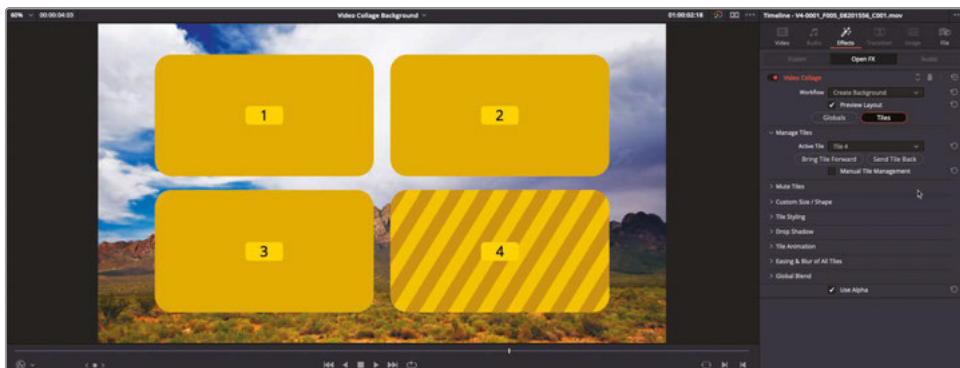 60% 00:00:04:03 Video Collage Background 01:00:02:18 Timeline - V4-0001_F005_08201556_C001.mov
Video Audio Effects Transition Image File
Fusion Open FX Audio
Video Collage
Workflow Create Background
Preview Layout
Globals Tiles
Manage Tiles
Active Tile Tile 4
Bring Tile Forward Send Tile Back
Manual Tile Management
Mute Tiles
Custom Size / Shape
Tile Styling
Drop Shadow
Tile Animation
Easing & Blur of All Tiles
Global Blend
Use Alpha
1 2
3 4